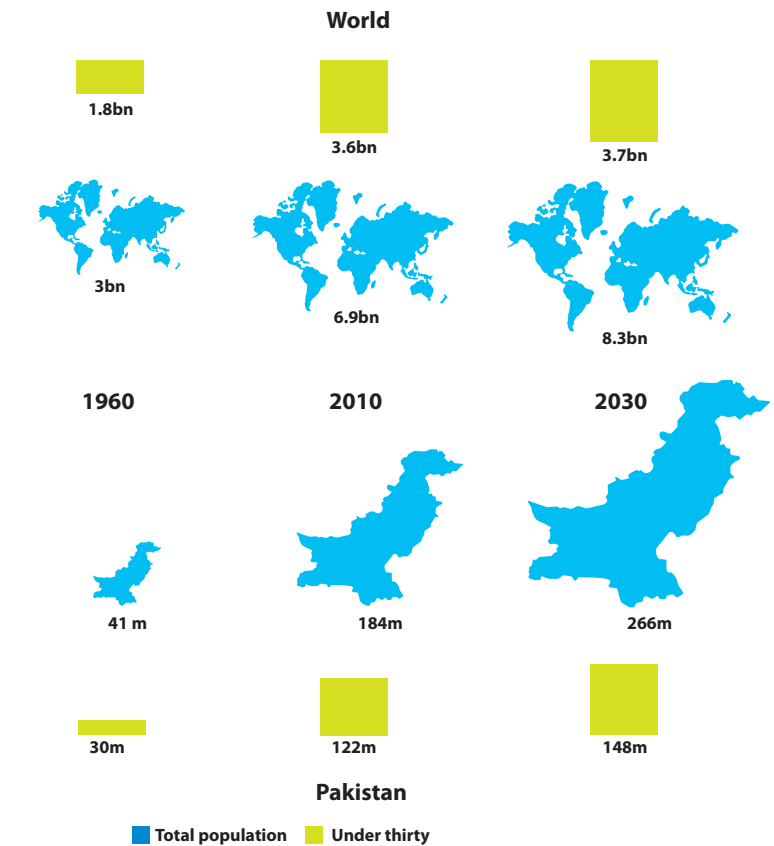 World
1.8bn
3.6bn
3.7bn
3bn
6.9bn
8.3bn
1960 2010 2030
41 m 184m 266m
30m 122m 148m
Pakistan
Total population Under thirty